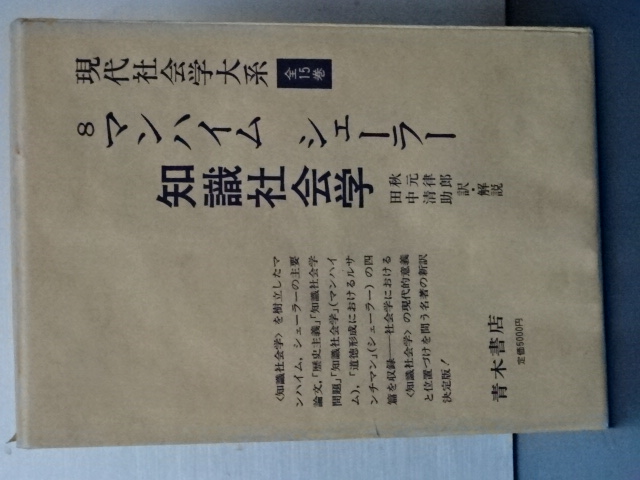 現代社会学大系
全15巻
8
マンハイム シェーラー
知識社会学
秋元律郎
田中清助
訳・解説
〈知識社会学〉を樹立したマ
ンハイム、シェーラーの主要
論文、「歴史主義」「知識社会学
問題」「知識社会学」(マンハイ
ム)、「道徳形成におけるルサ
ンチマン」(シェーラー)の四
篇を収録——社会学における
〈知識社会学〉の現代的意義
と位置づけを問う名著の新訳
決定版!
青木書店
定価5000円